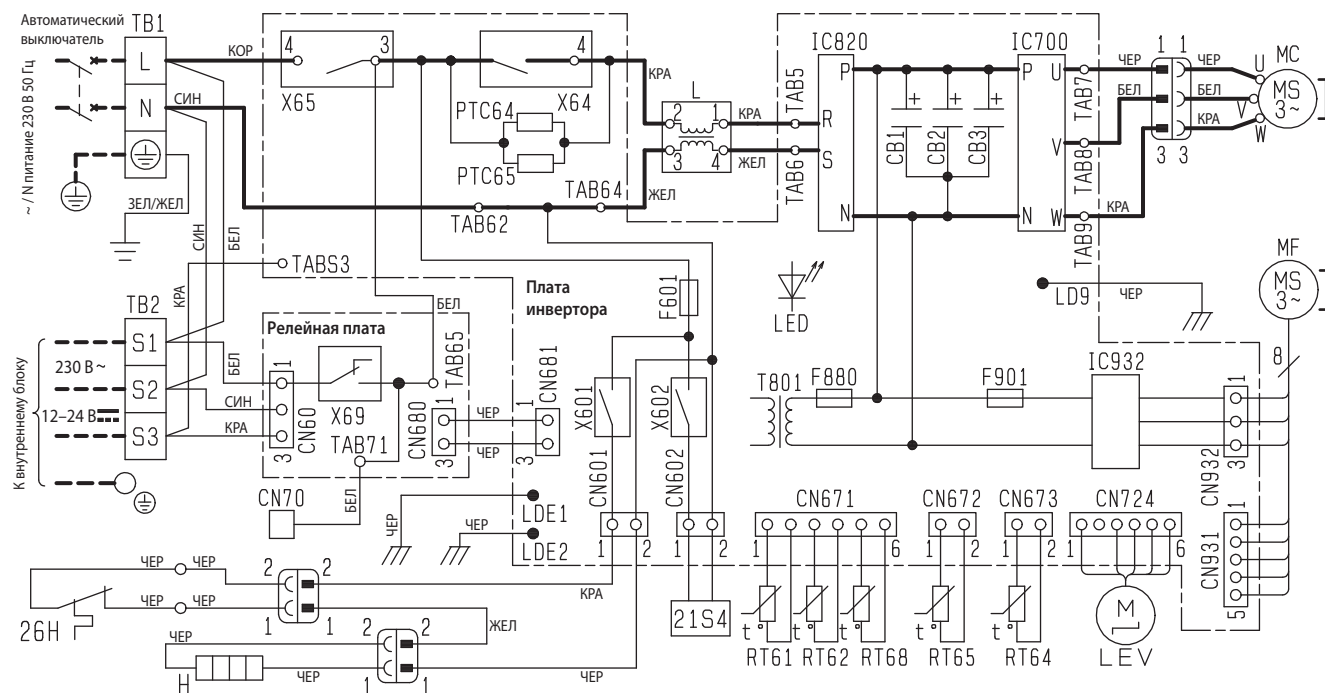 Автоматический
выключатель
TB1
L
N
~ / N питание 230 В 50 Гц
КОР
СИН
ЗЕЛ/ЖЕЛ
СИН
БЕЛ
КРА
4
3
X65
4
X64
PTC64
PTC65
TAB62
TAB64
КРА
ЖЕЛ
L
2
1
3
4
КРА
ЖЕЛ
TAB5
TAB6
IC820
P
R
S
N
CB1
+
CB2
+
CB3
+
IC700
P
N
U
V
W
TAB7
TAB8
TAB9
ЧЕР
БЕЛ
КРА
1
1
3
3
ЧЕР
БЕЛ
КРА
U
V
W
MC
MS
3~
MF
MS
3~
8
TABS3
Плата
инвертора
LED
LD9
ЧЕР
TB2
S1
S2
S3
К внутреннему блоку
230 В ~
12–24 В
Релейная плата
БЕЛ
СИН
КРА
1
3
CN60
X69
БЕЛ
TAB65
TAB71
1
3
CN680
ЧЕР
ЧЕР
CN681
1
3
CN70
БЕЛ
F601
X601
X602
CN601
CN602
1
2
1
2
T801
F880
F901
IC932
1
3
CN932
1
5
CN931
LDE1
LDE2
ЧЕР
ЧЕР
CN671
1
6
CN672
1
2
CN673
1
2
CN724
1
6
21S4
t°
RT61
t°
RT62
RT68
t°
RT65
t°
RT64
M
LEV
26H
ЧЕР
ЧЕР
ЧЕР
ЧЕР
2
2
1
1
КРА
ЖЕЛ
2
2
1
1
ЧЕР
ЧЕР
ЧЕР
H